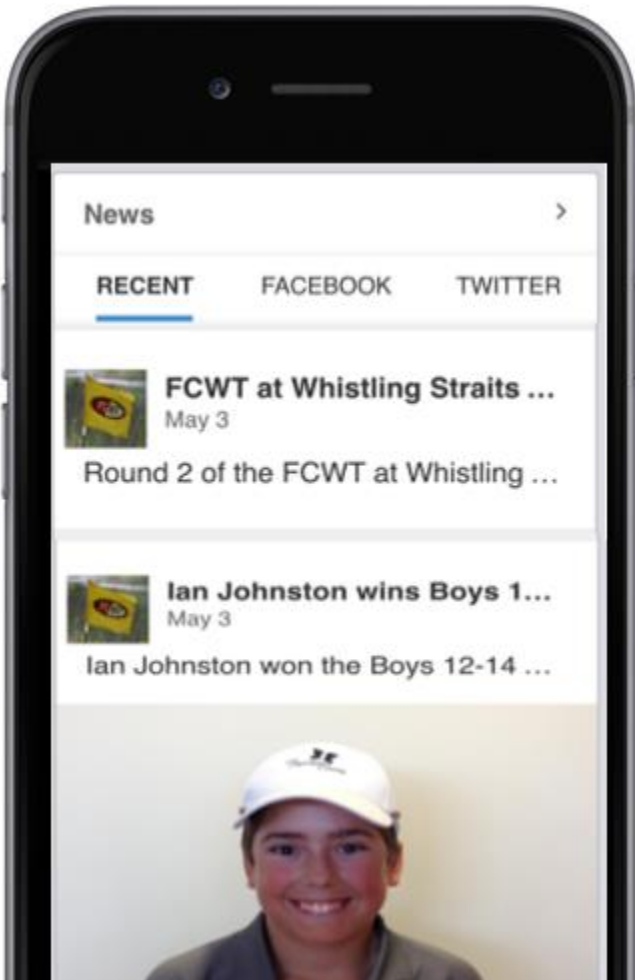 News
RECENT FACEBOOK TWITTER
FCWT at Whistling Straits ...
May 3
Round 2 of the FCWT at Whistling ...
Ian Johnston wins Boys 1...
May 3
Ian Johnston won the Boys 12-14 ...